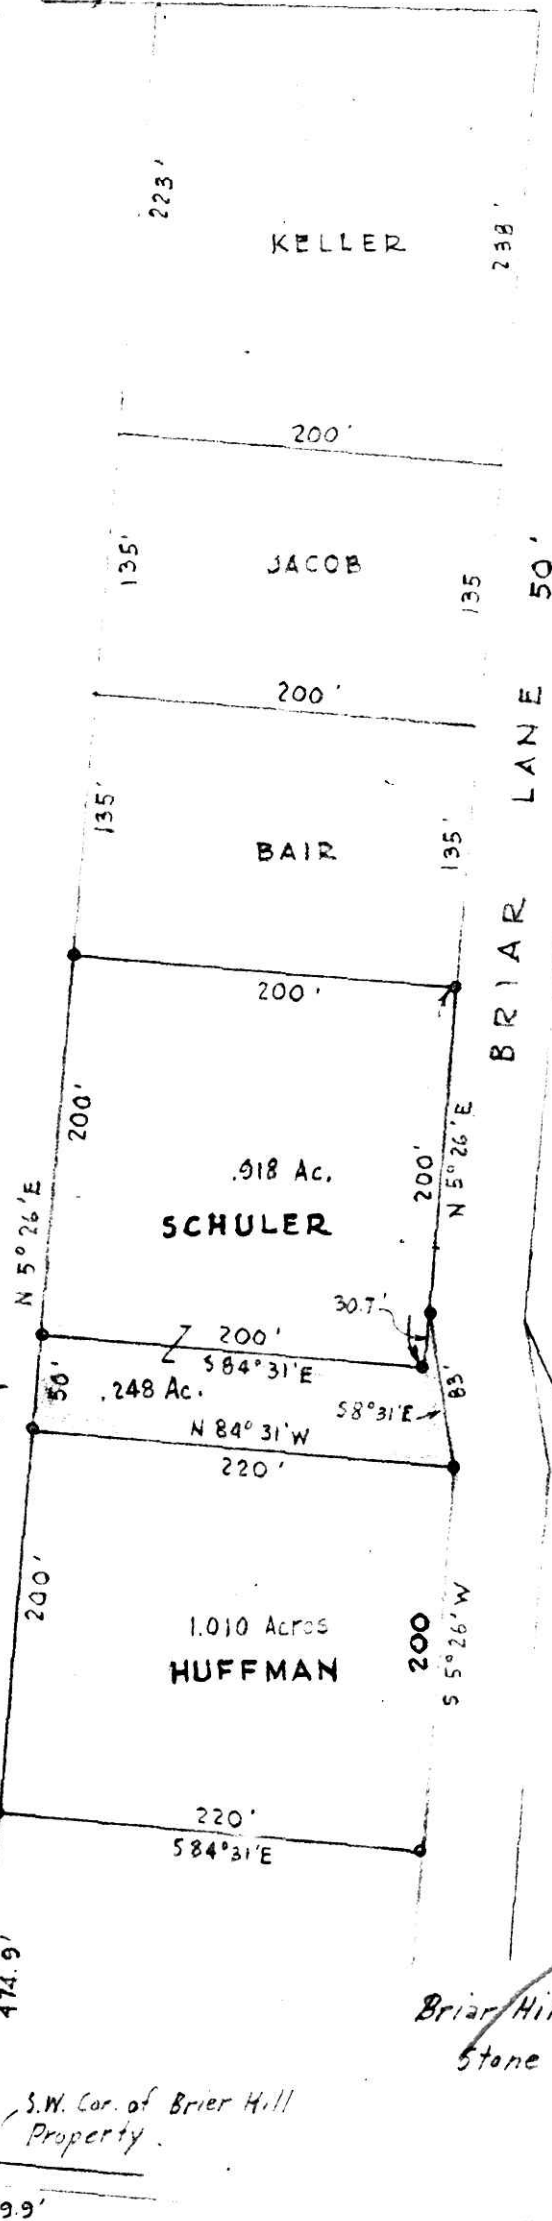 223'
KELLER
238'
200'
135'
JACOB
135
50'
200'
BRIAR LANE
135'
BAIR
135'
200'
200'
N 5° 26' E
.918 Ac.
SCHULER
200'
N 5° 26' E
30.7'
200'
S 84° 31' E
50'
.248 Ac.
S 8° 31' E
83'
N 84° 31' W
220'
200'
1.010 Acres
HUFFMAN
200
S 5° 26' W
220'
S 84° 31' E
474.9'
Briar Hi
Stone
S.W. Cor. of Brier Hill
Property.
9.9'